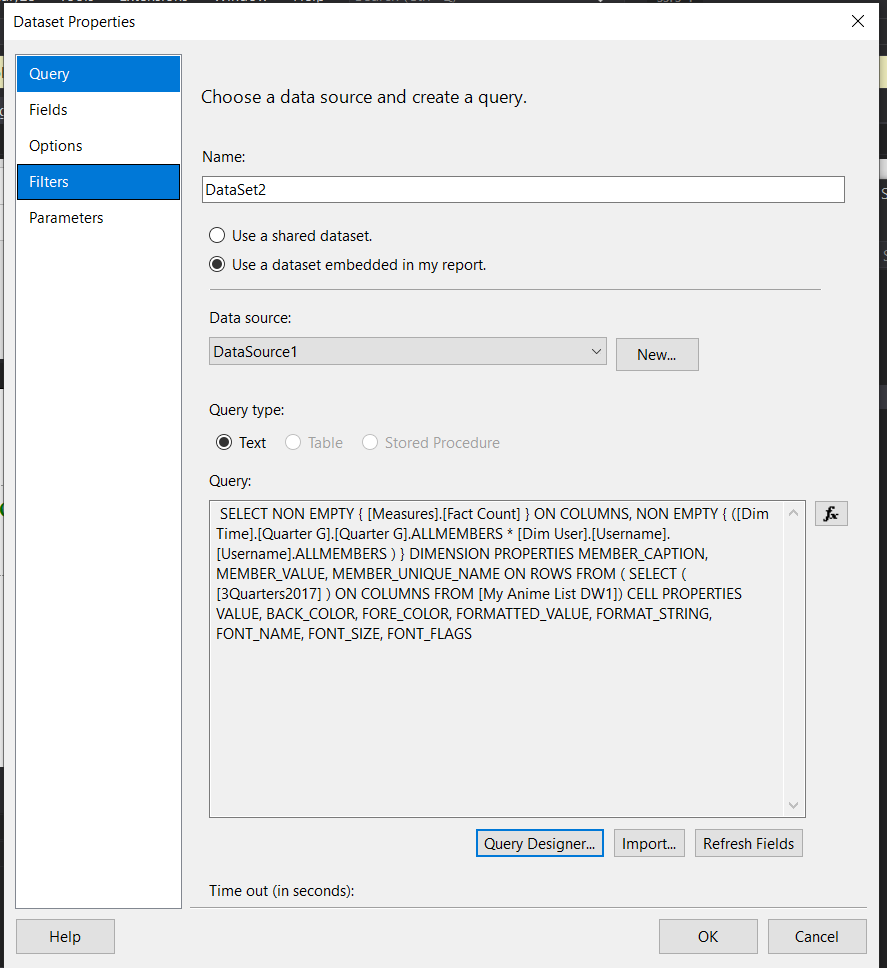 Dataset Properties
Query
Fields
Options
Filters
Parameters
Choose a data source and create a query.
Name:
DataSet2
Use a shared dataset.
Use a dataset embedded in my report.
Data source:
DataSource1
New...
Query type:
Text
Table
Stored Procedure
Query:
SELECT NON EMPTY { [Measures].[Fact Count] } ON COLUMNS, NON EMPTY { ([Dim
Time].[Quarter G].[Quarter G].ALLMEMBERS * [Dim User].[Username].
[Username].ALLMEMBERS ) } DIMENSION PROPERTIES MEMBER_CAPTION,
MEMBER_VALUE, MEMBER_UNIQUE_NAME ON ROWS FROM ( SELECT (
[3Quarters2017] ) ON COLUMNS FROM [My Anime List DW1]) CELL PROPERTIES
VALUE, BACK_COLOR, FORE_COLOR, FORMATTED_VALUE, FORMAT_STRING,
FONT_NAME, FONT_SIZE, FONT_FLAGS
fx
Query Designer...
Import...
Refresh Fields
Time out (in seconds):
Help
OK
Cancel